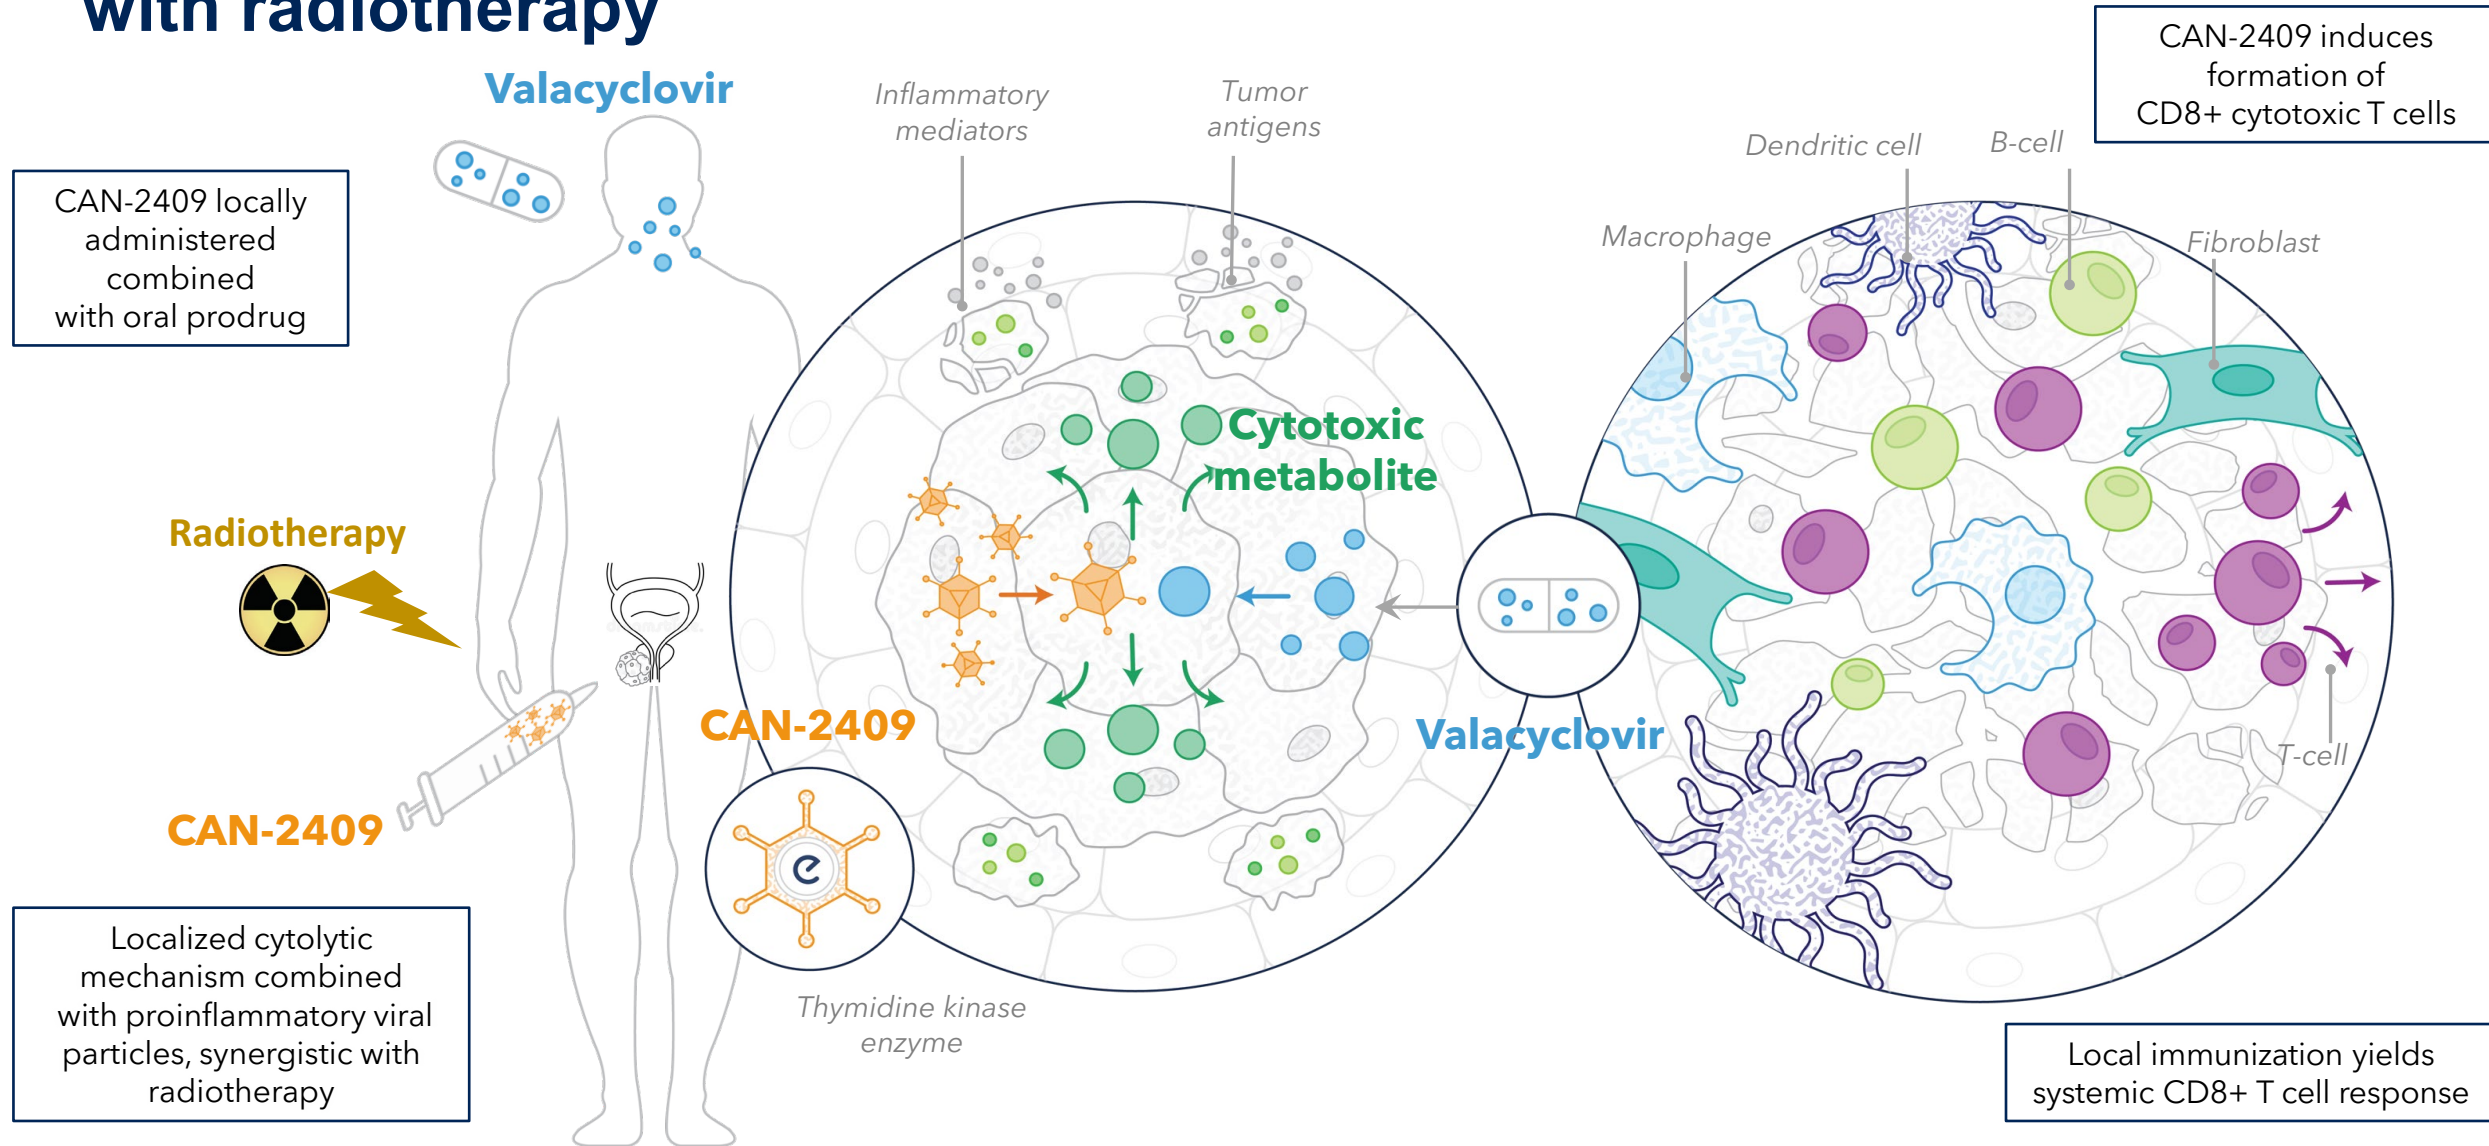 with radiotherapy
Valacyclovir
CAN-2409 locally
administered
combined
with oral prodrug
Radiotherapy
CAN-2409
Localized cytolytic
mechanism combined
with proinflammatory viral
particles, synergistic with
radiotherapy
Inflammatory
mediators
Tumor
antigens
Cytotoxic
metabolite
CAN-2409
Thymidine kinase
enzyme
Valacyclovir
CAN-2409 induces
formation of
CD8+ cytotoxic T cells
Dendritic cell
B-cell
Macrophage
Fibroblast
T-cell
Local immunization yields
systemic CD8+ T cell response